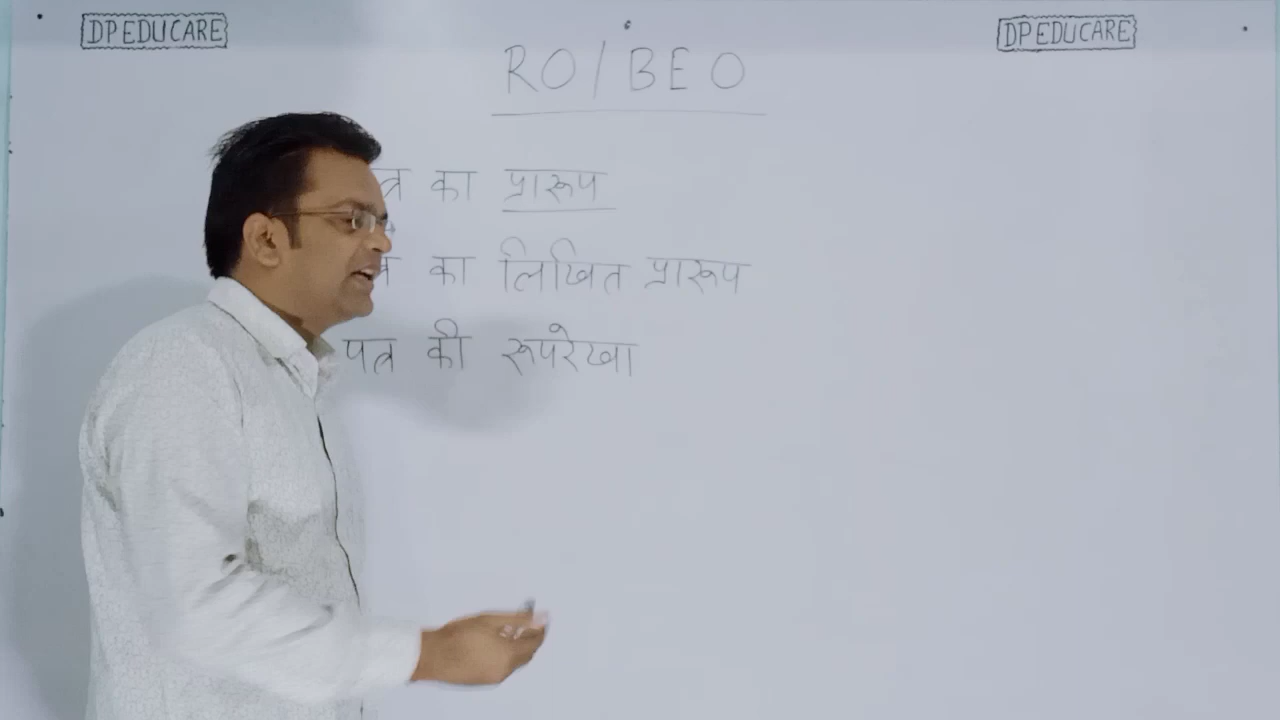 DP EDUCARE
DP EDUCARE
RO/BEO
का प्रारूप
का लिखित प्रारूप
पत्र की रूपरेखा